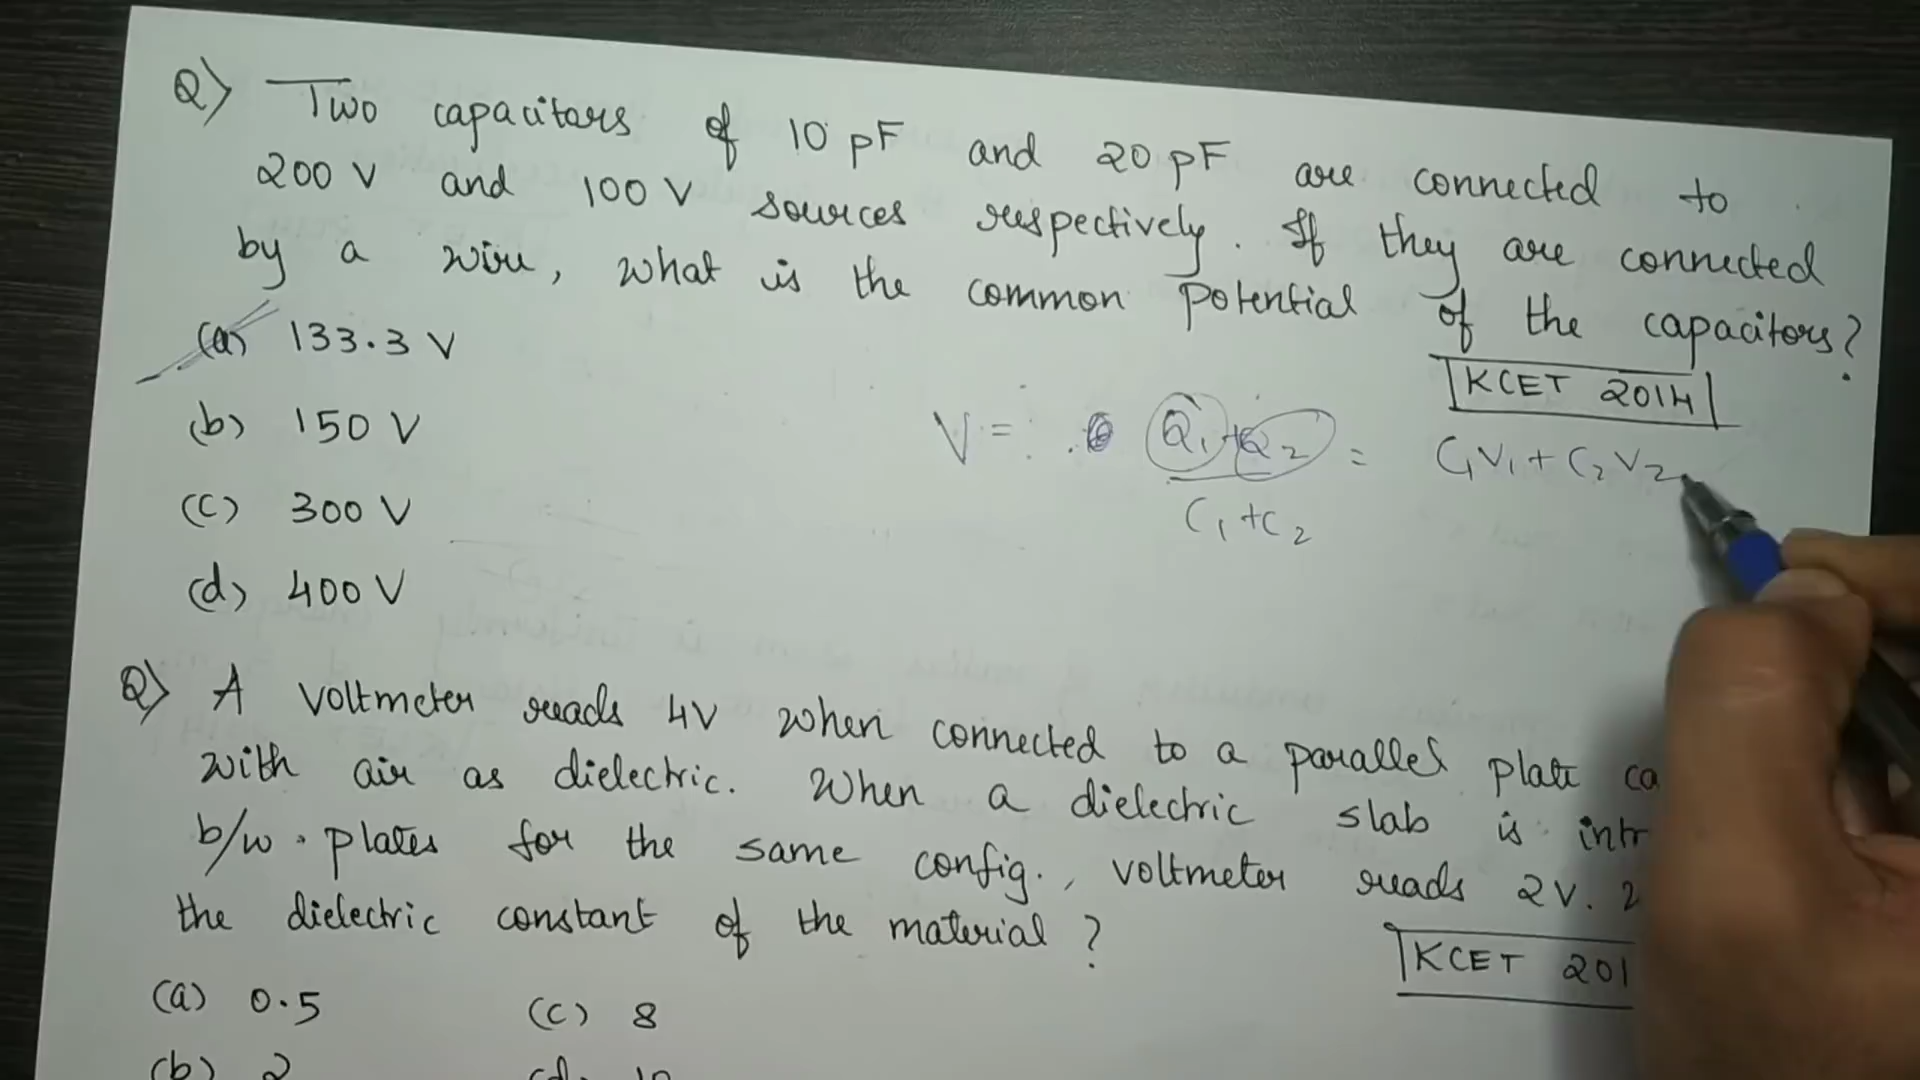 Q) Two capacitors of 10 pF and 20 pF are connected to
200 V and 100 V sources respectively. If they are connected
by a wire, what is the common potential of the capacitors?
(a) 133.3 V
KCET 2014
(b) 150 V
V = Q1+Q2 = C1V1 + C2V2
C1+C2
(c) 300 V
(d) 400 V
Q) A voltmeter reads 4V when connected to a parallel plate ca
with air as dielectric. When a dielectric slab is intr
b/w plates for the same config., voltmeter reads 2V.
the dielectric constant of the material?
KCET 201
(a) 0.5 (c) 8
(b) 2 (d) 10